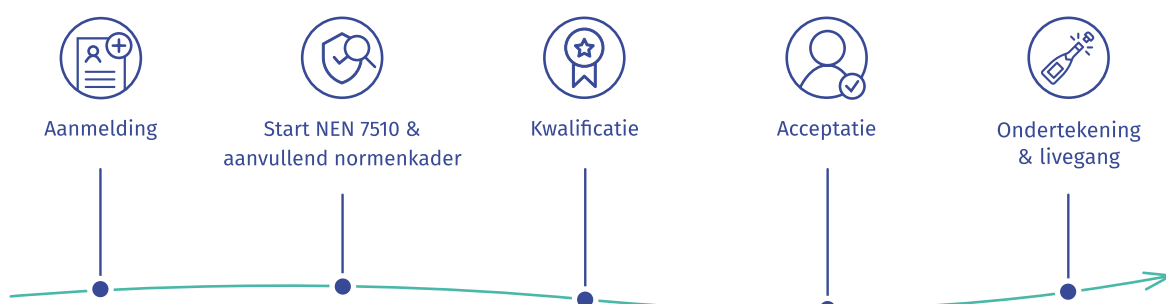 Aanmelding
Start NEN 7510 &
aanvullend normenkader
Kwalificatie
Acceptatie
Ondertekening
& livegang